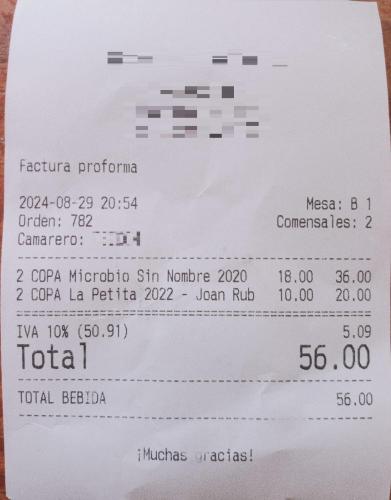 Factura proforma
2024-08-29 20:54 Mesa: B 1
Orden: 782 Comensales: 2
Camarero:
2 COPA Microbio Sin Nombre 2020 18.00 36.00
2 COPA La Petita 2022 - Joan Rub 10.00 20.00
IVA 10% (50.91) 5.09
Total 56.00
TOTAL BEBIDA 56.00
¡Muchas gracias!